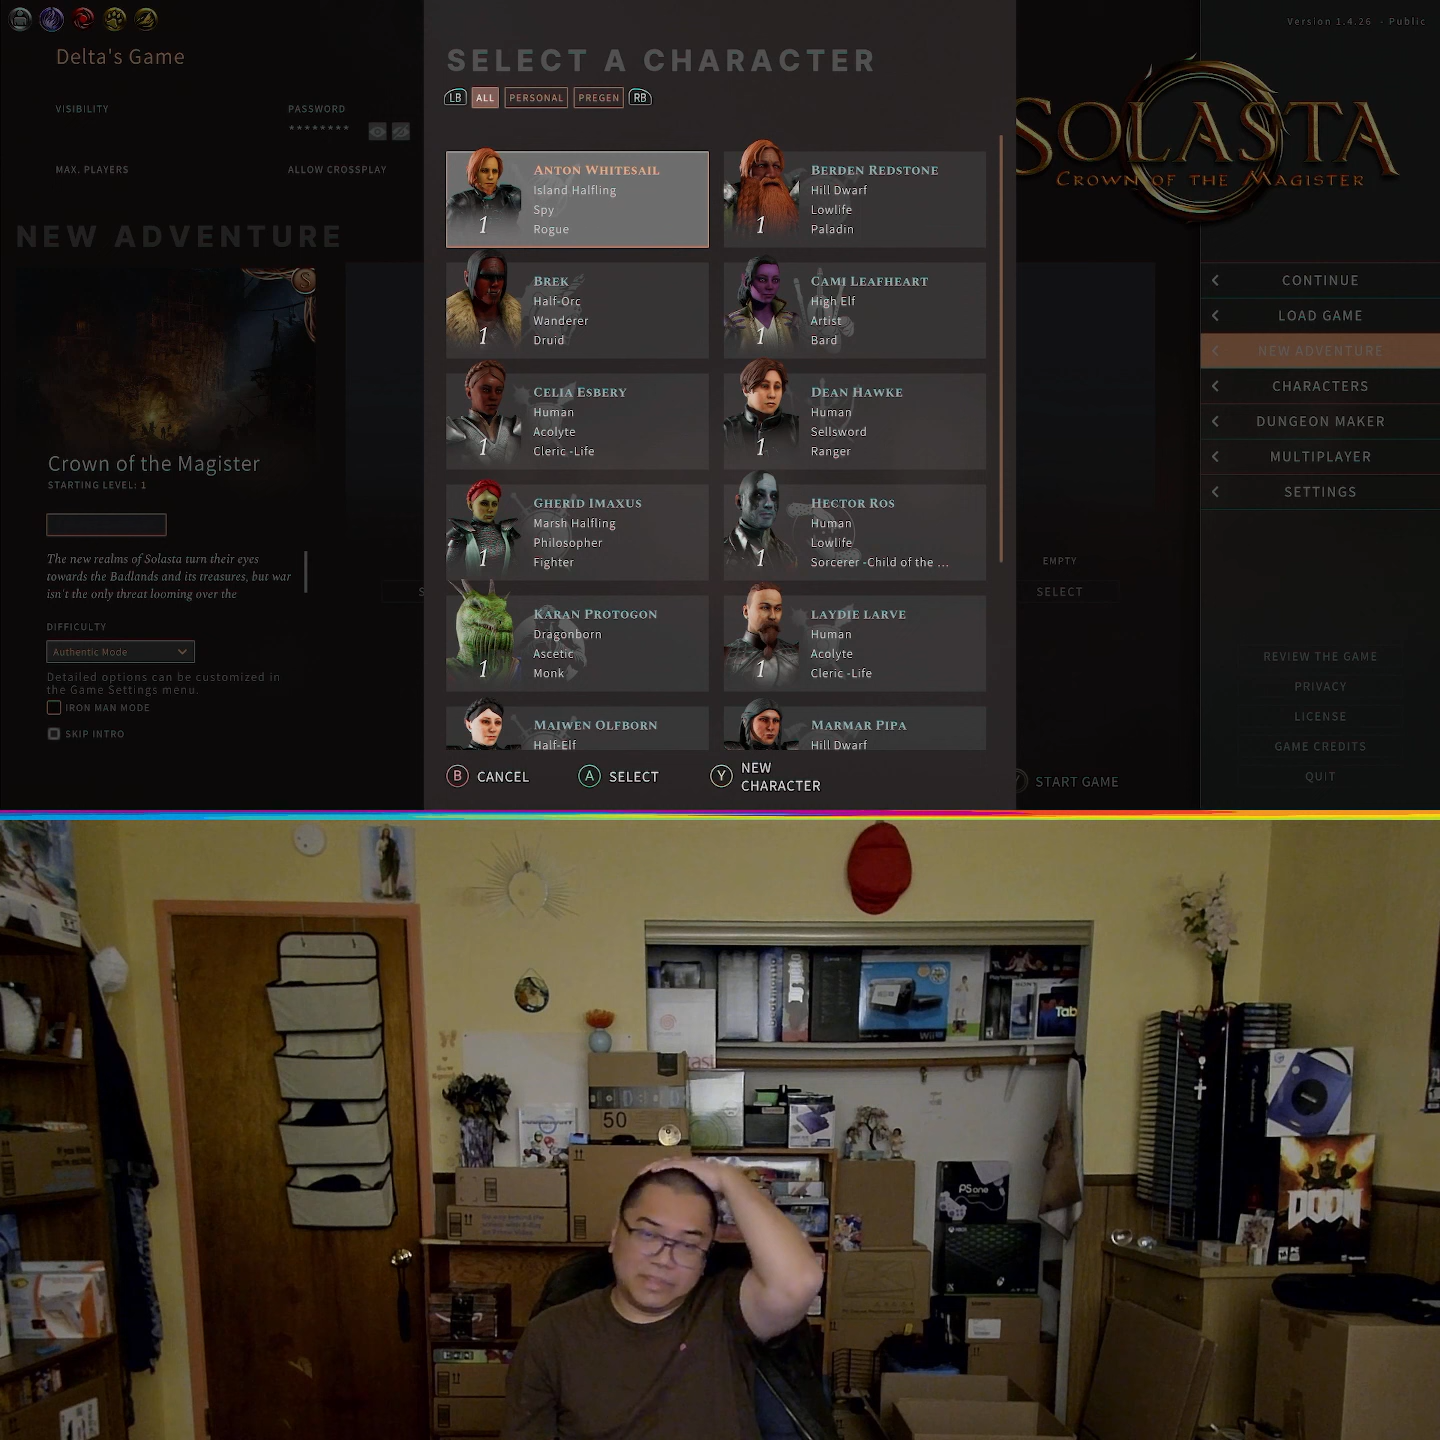 Delta's Game
VISIBILITY
PASSWORD
********
MAX. PLAYERS
ALLOW CROSSPLAY
NEW ADVENTURE
Crown of the Magister
STARTING LEVEL: 1
The new realms of Solasta turn their eyes
towards the Badlands and its treasures, but war
isn't the only threat looming over the
DIFFICULTY
Authentic Mode
Detailed options can be customized in
the Game Settings menu.
IRON MAN MODE
SKIP INTRO
SELECT A CHARACTER
LB ALL PERSONAL PREGEN RB
ANTON WHITESAIL
Island Halfling
Spy
Rogue
1
BERDEN REDSTONE
Hill Dwarf
Lowlife
Paladin
1
BREK
Half-Orc
Wanderer
Druid
1
CAMI LEAFHEART
High Elf
Artist
Bard
1
CELIA ESBERY
Human
Acolyte
Cleric -Life
1
DEAN HAWKE
Human
Sellsword
Ranger
1
GHERID IMAXUS
Marsh Halfling
Philosopher
Fighter
1
HECTOR ROS
Human
Lowlife
Sorcerer -Child of the ...
1
KARAN PROTOGON
Dragonborn
Ascetic
Monk
1
LAYDIE LARVE
Human
Acolyte
Cleric -Life
1
MAIWEN OLFBORN
Half-Elf
MARMAR PIPA
Hill Dwarf
B CANCEL
A SELECT
Y NEW
CHARACTER
Version 1.4.26 - Public
SOLASTA
CROWN OF THE MAGISTER
CONTINUE
LOAD GAME
NEW ADVENTURE
CHARACTERS
DUNGEON MAKER
MULTIPLAYER
SETTINGS
EMPTY
SELECT
REVIEW THE GAME
PRIVACY
LICENSE
GAME CREDITS
QUIT
START GAME
Wii U
Tab
50
PS one
XBOX
DOOM